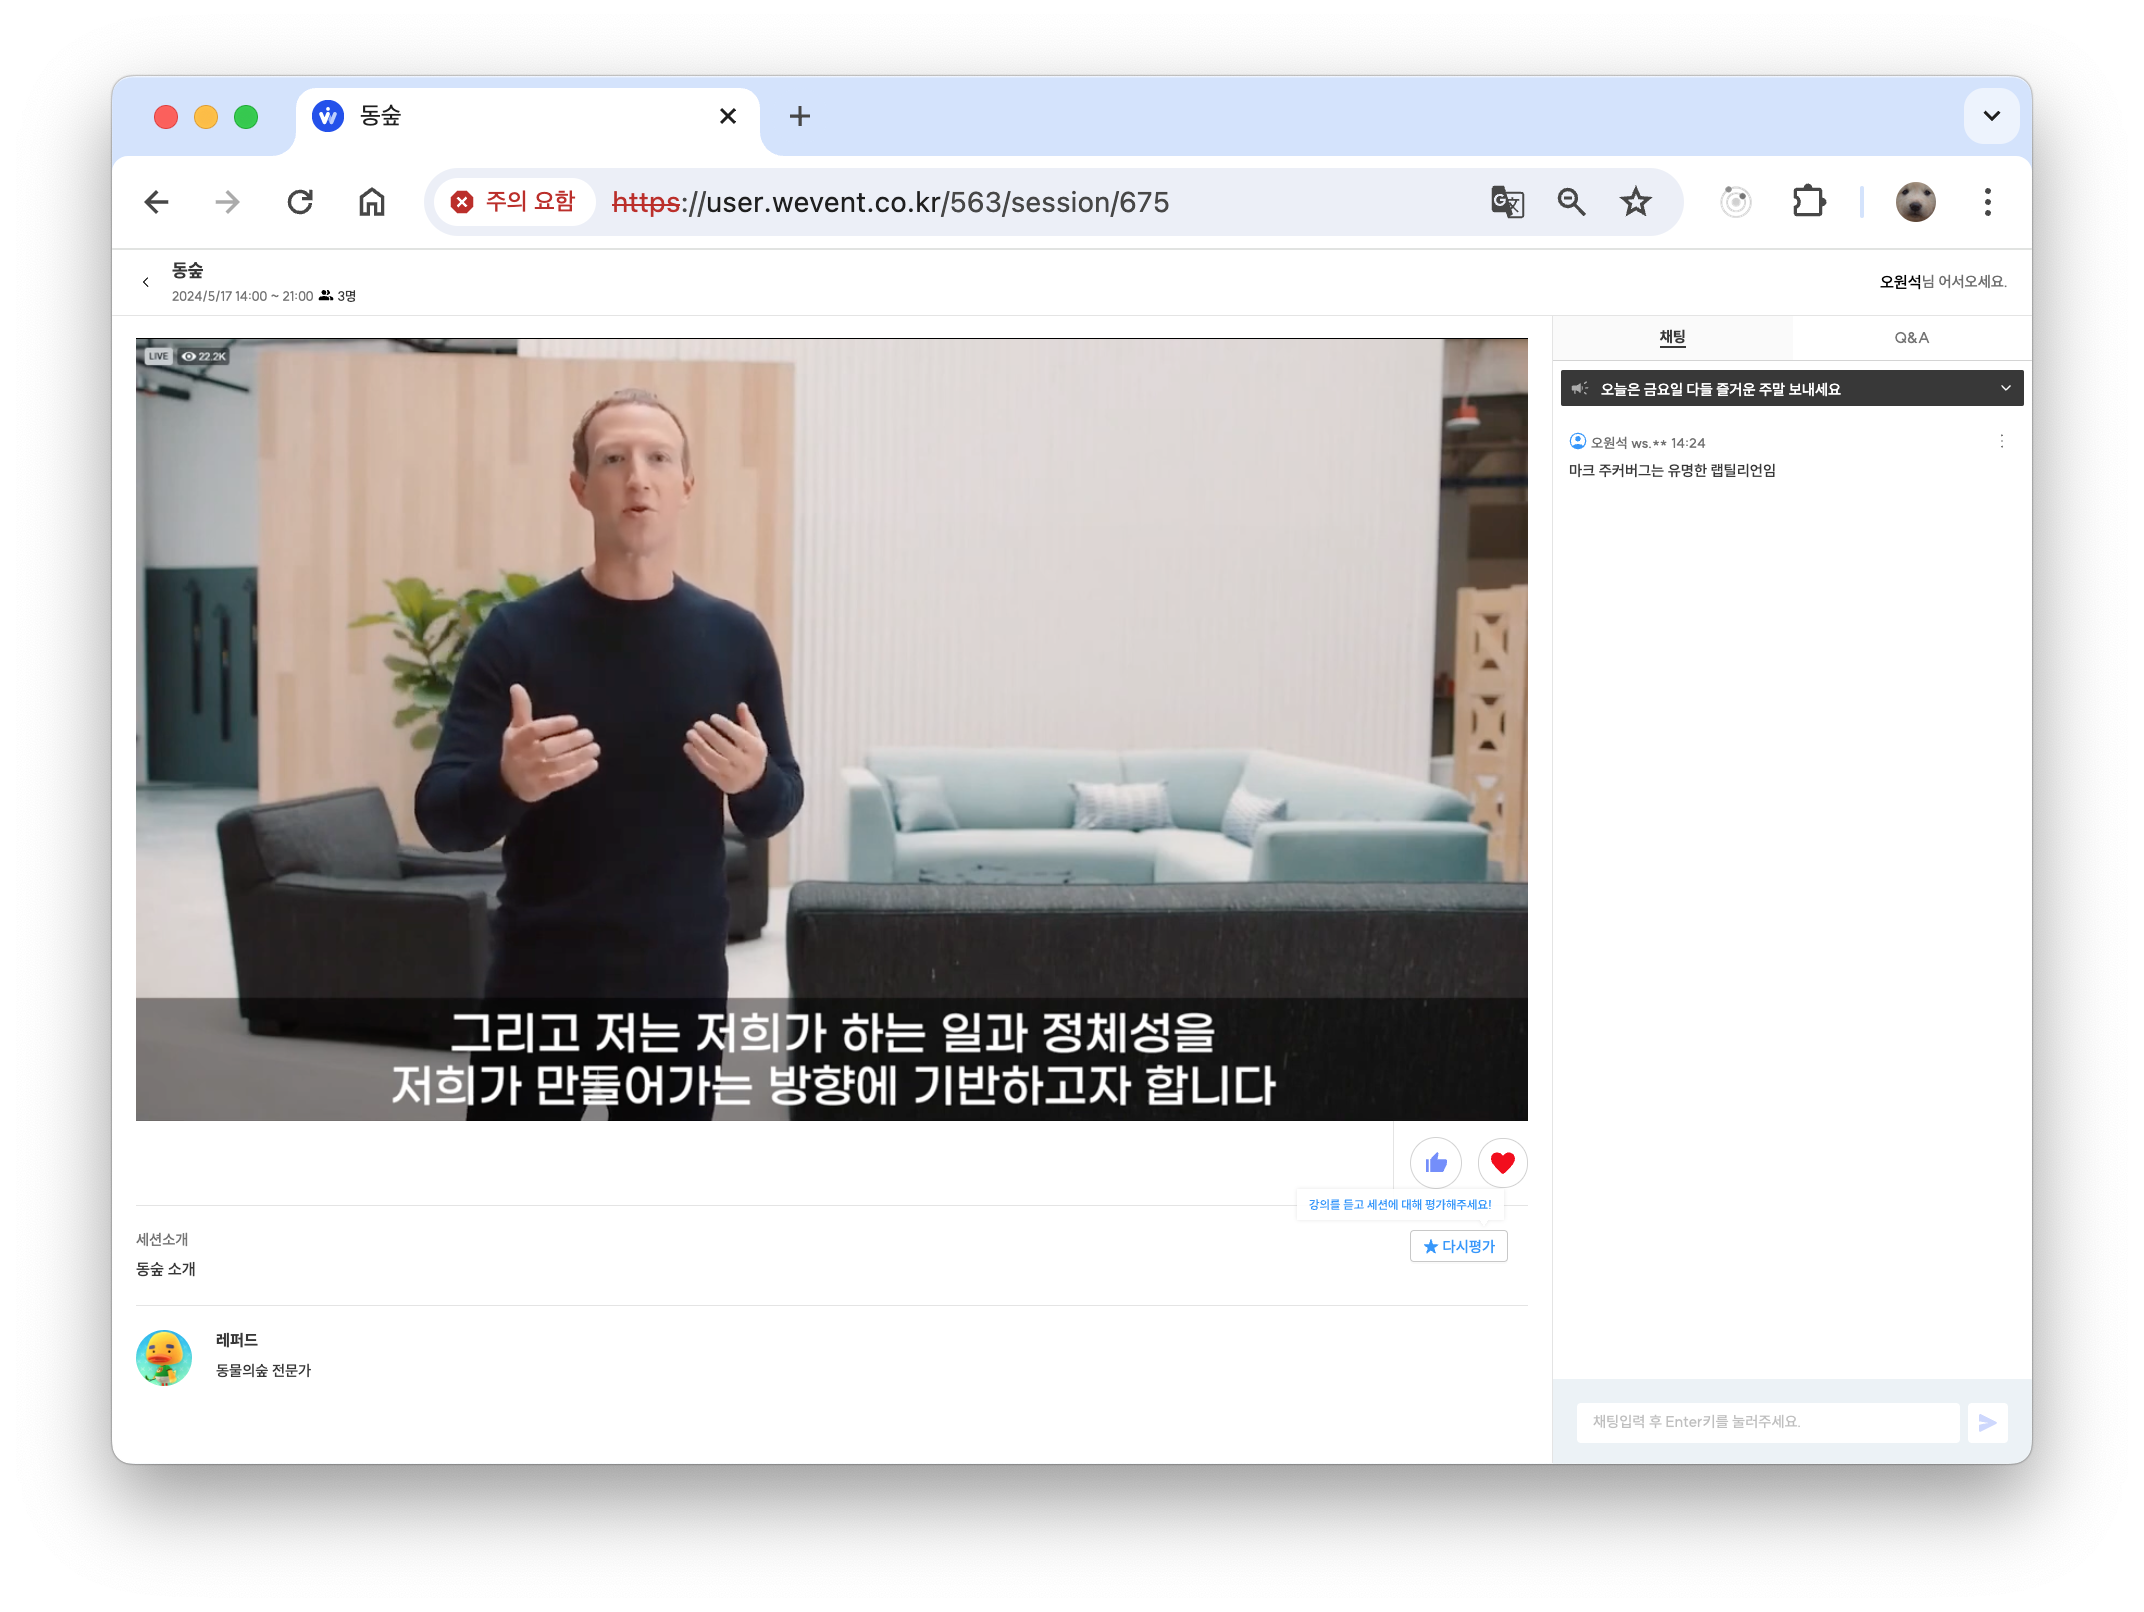 동숲
주의 요함
https://user.wevent.co.kr/563/session/675
동숲
2024/5/17 14:00 ~ 21:00 3명
오원석님 어서오세요.
LIVE 22.2K
그리고 저는 저희가 하는 일과 정체성을
저희가 만들어가는 방향에 기반하고자 합니다
강의를 듣고 세션에 대해 평가해주세요!
다시평가
세션소개
동숲 소개
레퍼드
동물의숲 전문가
채팅
Q&A
오늘은 금요일 다들 즐거운 주말 보내세요
오원석 ws.** 14:24
마크 주커버그는 유명한 랩틸리언임
채팅입력 후 Enter키를 눌러주세요.